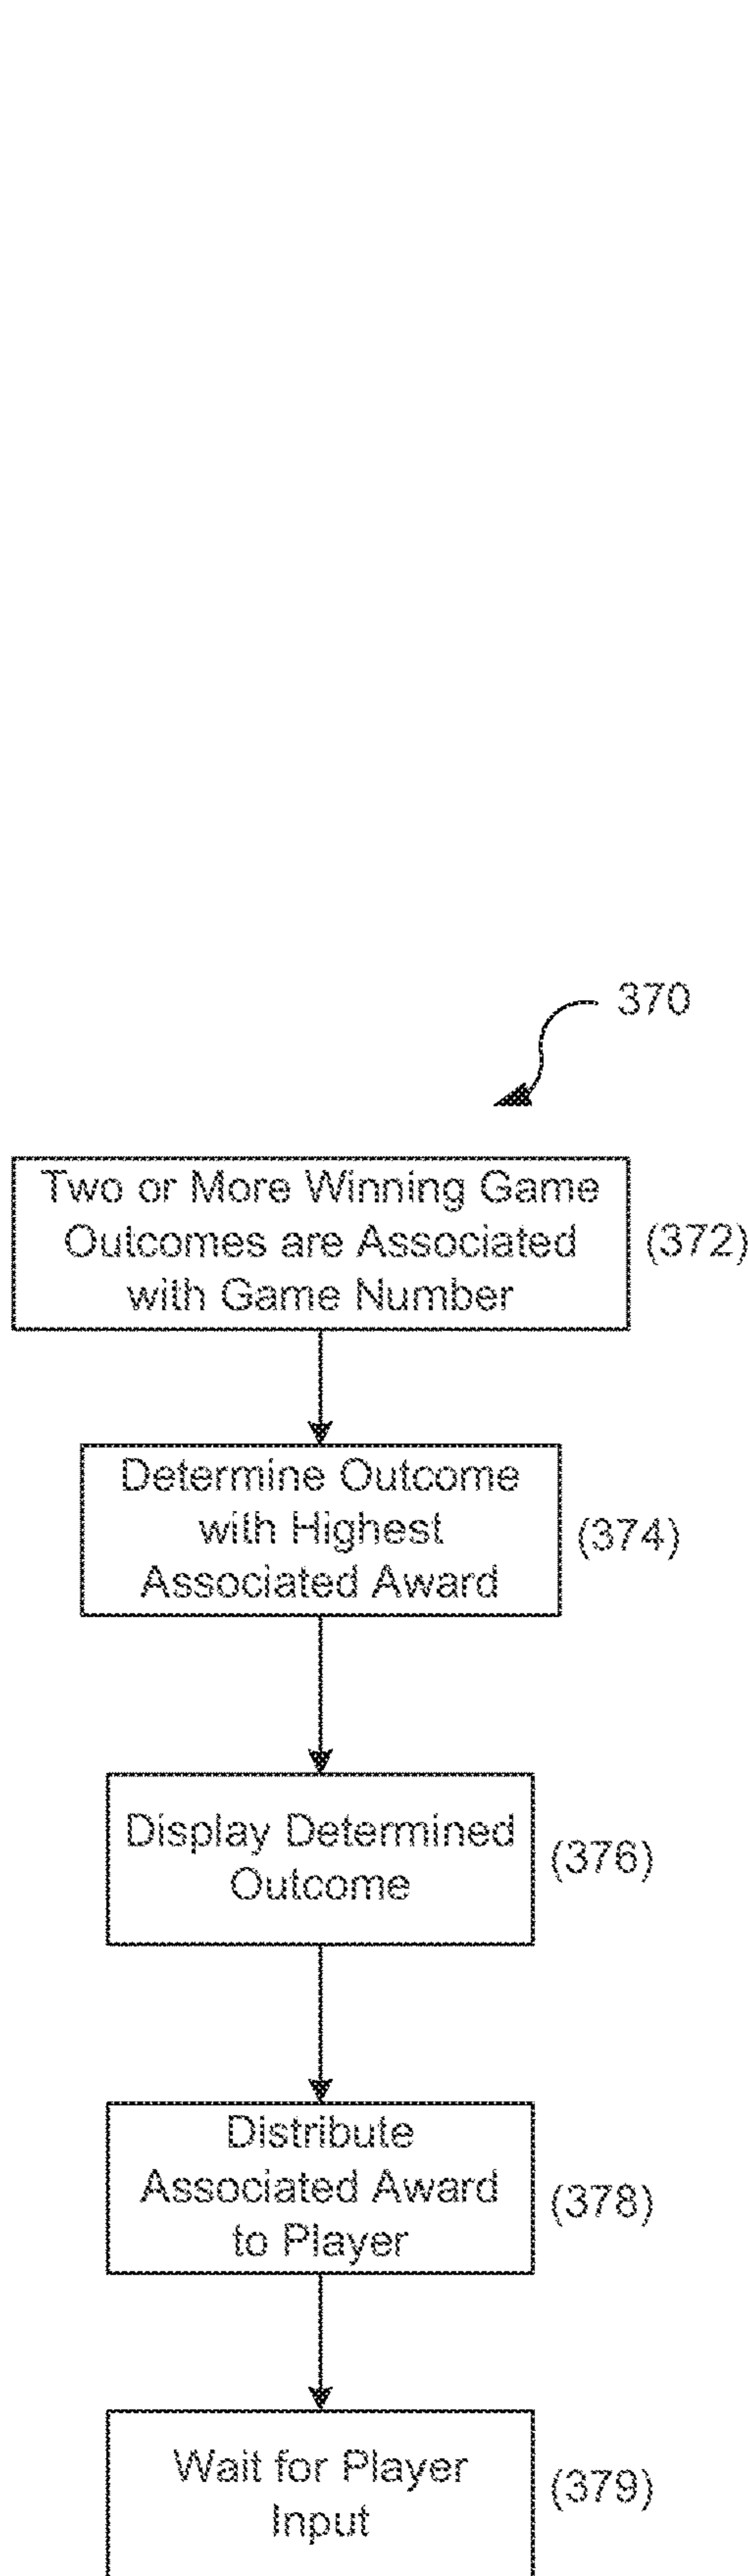 370
Two or More Winning Game
Outcomes are Associated
with Game Number
(372)
Determine Outcome
with Highest
Associated Award
(374)
Display Determined
Outcome
(376)
Distribute
Associated Award
to Player
(378)
Wait for Player
Input
(379)